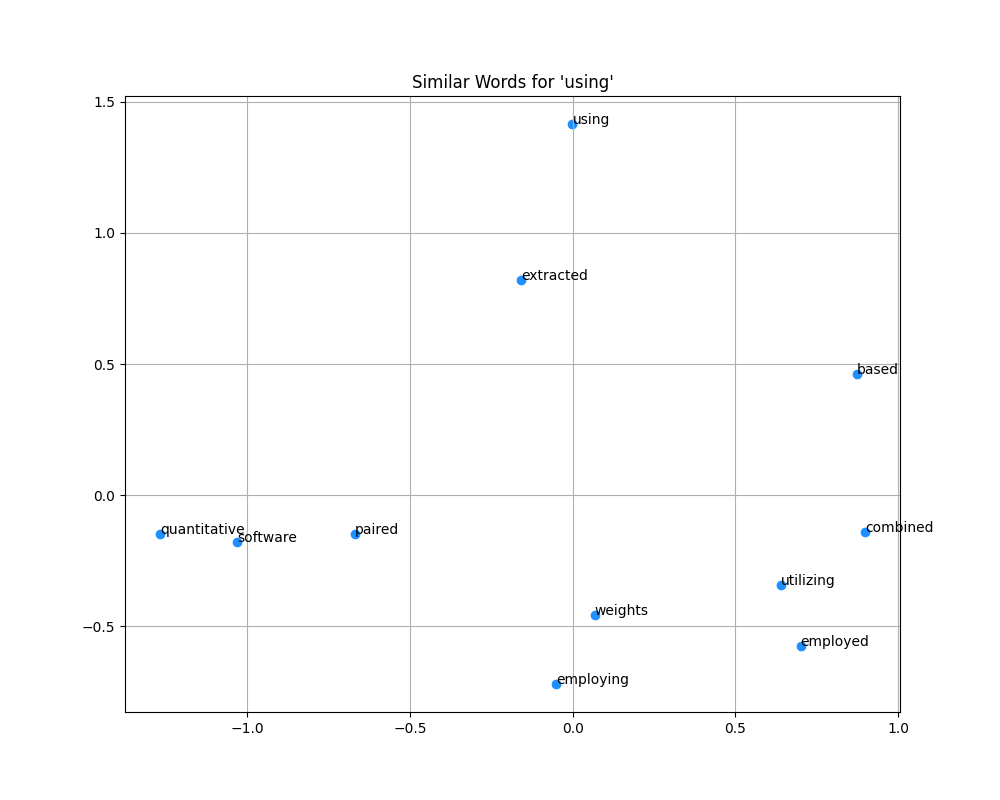 Similar Words for 'using'
1.5
using
1.0
extracted
0.5
based
0.0
quantitative
software
paired
combined
utilizing
weights
−0.5
employed
employing
−1.0
−0.5
0.0
0.5
1.0